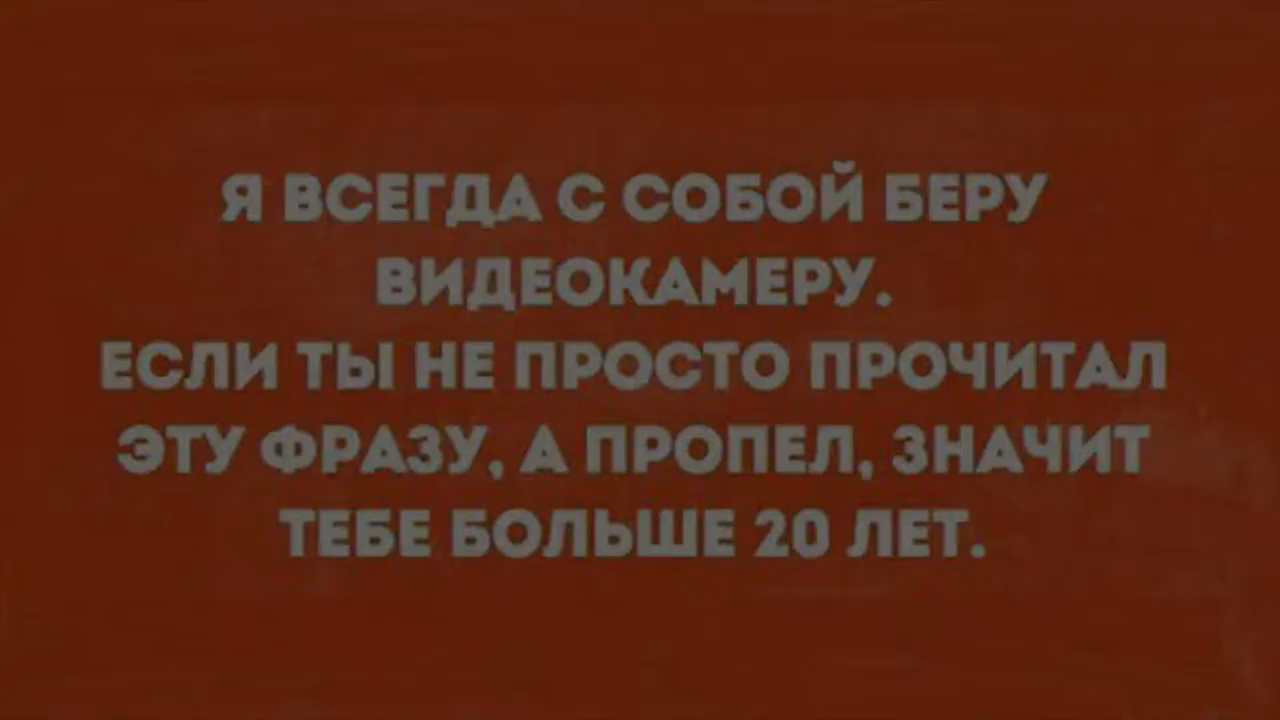 Я ВСЕГДА С СОБОЙ БЕРУ
ВИДЕОКАМЕРУ.
ЕСЛИ ТЫ НЕ ПРОСТО ПРОЧИТАЛ
ЭТУ ФРАЗУ, А ПРОПЕЛ, ЗНАЧИТ
ТЕБЕ БОЛЬШЕ 20 ЛЕТ.